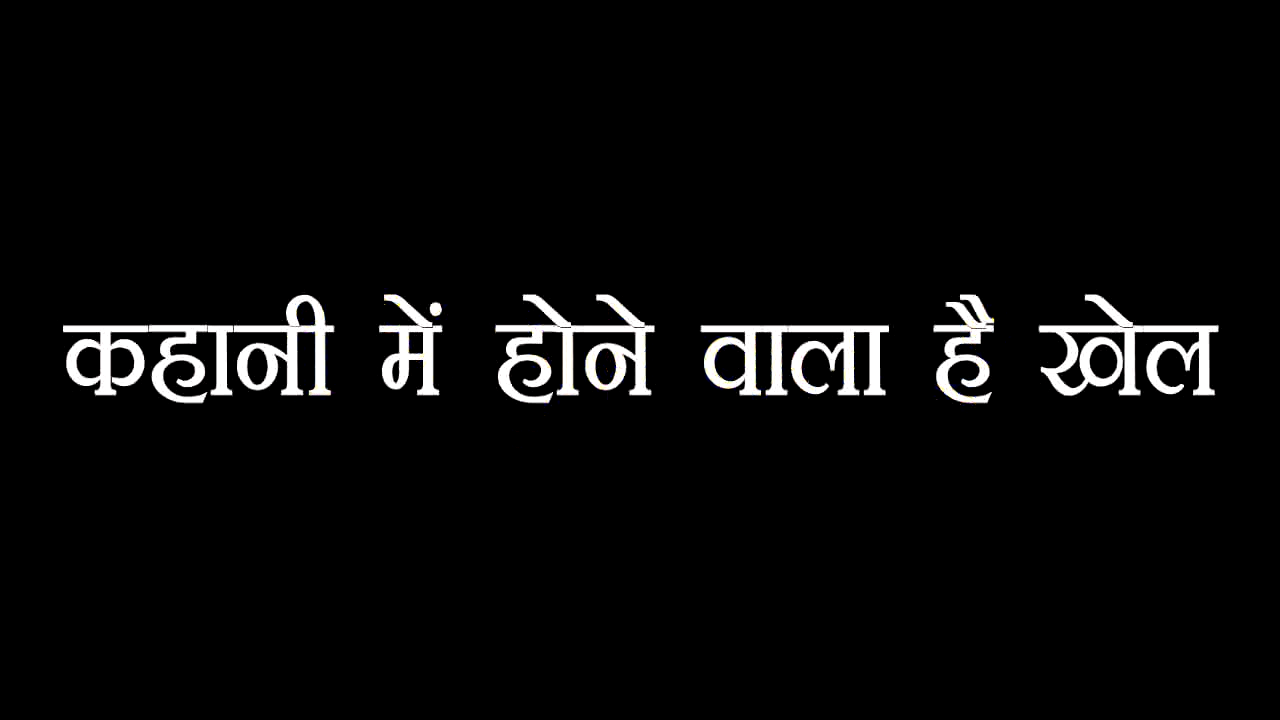 कहानी में होने वाला है खेल